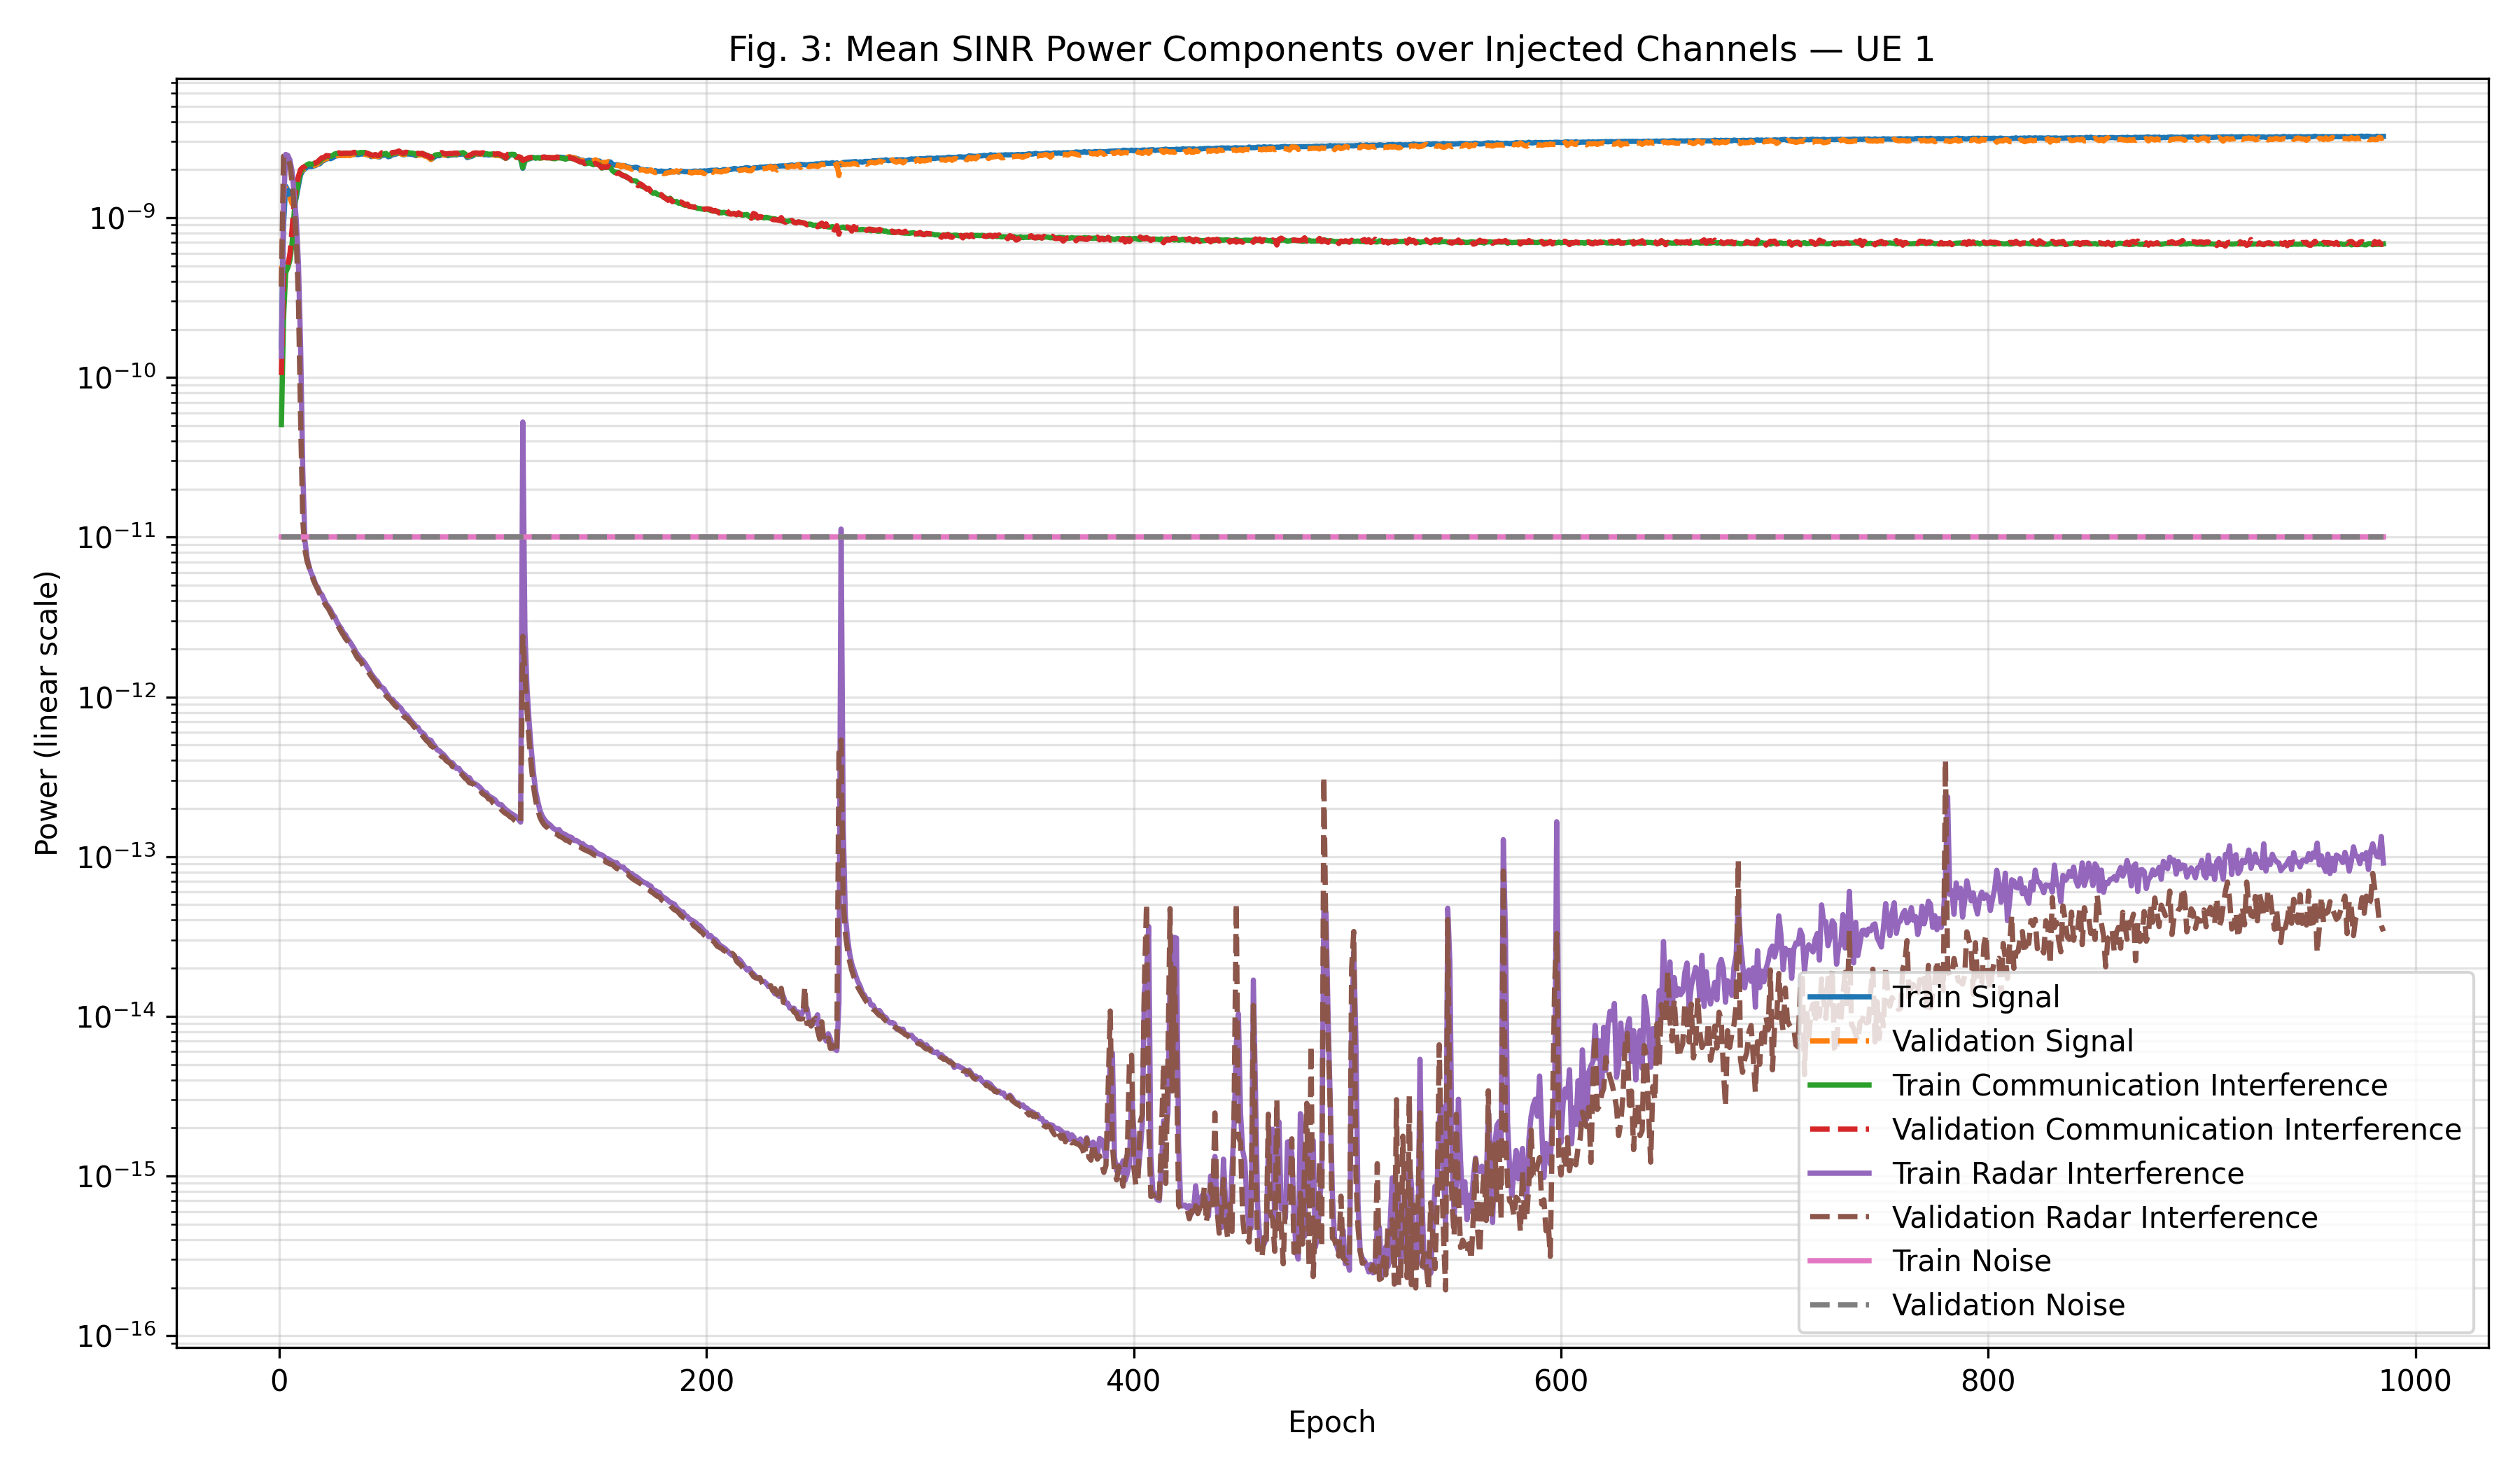 Fig. 3: Mean SINR Power Components over Injected Channels — UE 1
Power (linear scale)
10⁻⁹
10⁻¹⁰
10⁻¹¹
10⁻¹²
10⁻¹³
10⁻¹⁴
10⁻¹⁵
10⁻¹⁶
Train Signal
Validation Signal
Train Communication Interference
Validation Communication Interference
Train Radar Interference
Validation Radar Interference
Train Noise
Validation Noise
0 200 400 600 800 1000
Epoch